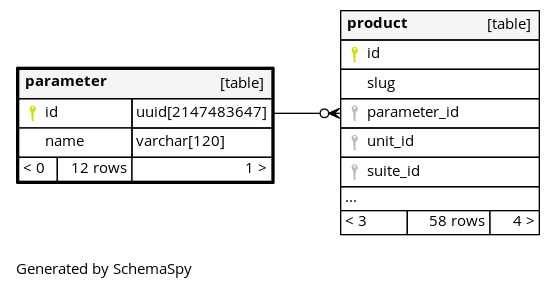 parameter [table]
id uuid[2147483647]
name varchar[120]
< 0 12 rows 1 >
product [table]
id
slug
parameter_id
unit_id
suite_id
...
< 3 58 rows 4 >
Generated by SchemaSpy